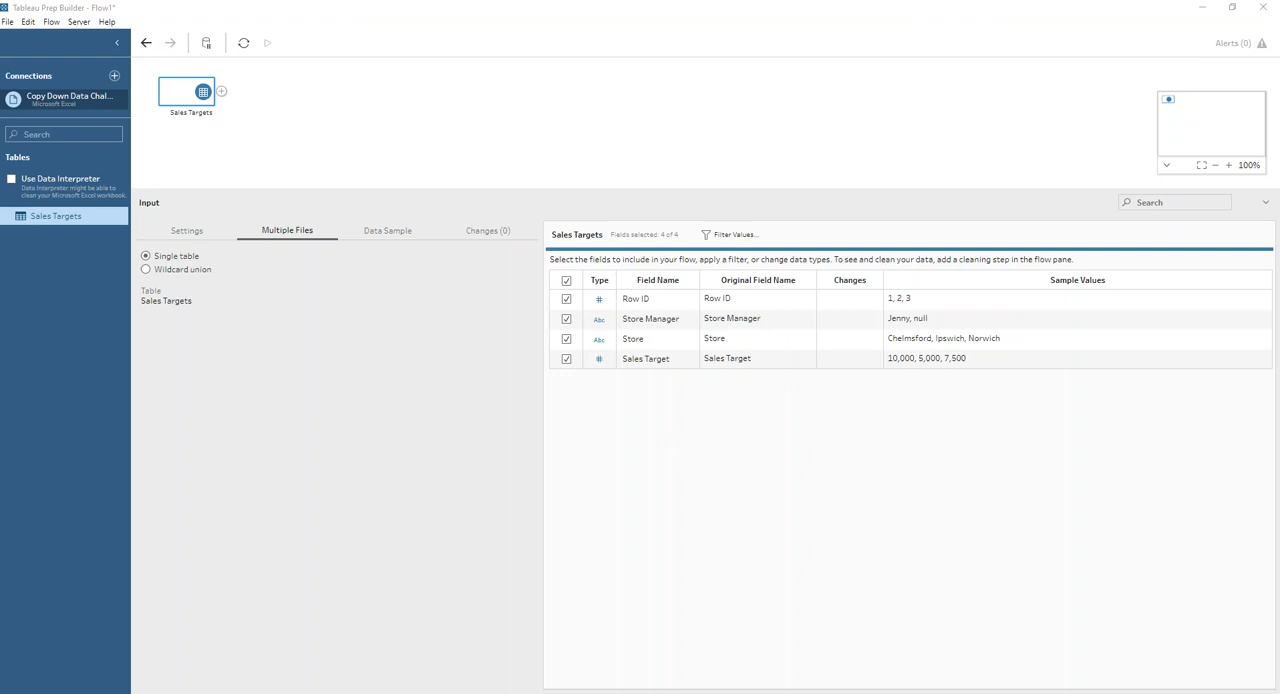 Tableau Prep Builder - Flow1*
File Edit Flow Server Help
Alerts (0)
Connections
Copy Down Data Chal...
Microsoft Excel
Search
Tables
Use Data Interpreter
Data Interpreter might be able to
clean your Microsoft Excel workbook.
Sales Targets
Sales Targets
100%
Input
Search
Settings Multiple Files Data Sample Changes (0)
Single table
Wildcard union
Table
Sales Targets
Sales Targets Fields selected: 4 of 4 Filter Values...
Select the fields to include in your flow, apply a filter, or change data types. To see and clean your data, add a cleaning step in the flow pane.
Type Field Name Original Field Name Changes Sample Values
# Row ID Row ID 1, 2, 3
Abc Store Manager Store Manager Jenny, null
Abc Store Store Chelmsford, Ipswich, Norwich
# Sales Target Sales Target 10,000, 5,000, 7,500